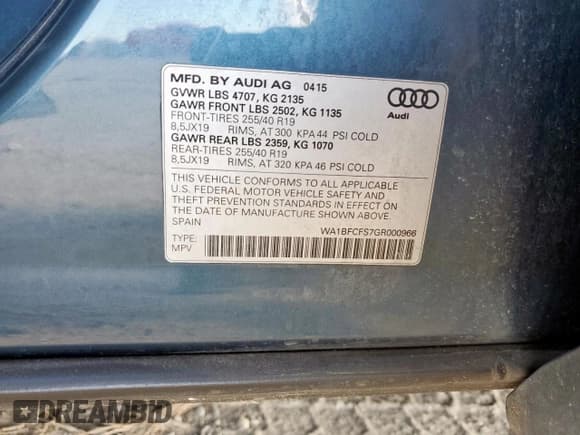 MFD. BY AUDI AG 0415
GVWR LBS 4707, KG 2135
GAWR FRONT LBS 2502, KG 1135
FRONT-TIRES 255/40 R19
8,5JX19 RIMS, AT 300 KPA 44 PSI COLD
GAWR REAR LBS 2359, KG 1070
REAR-TIRES 255/40 R19
8,5JX19 RIMS, AT 320 KPA 46 PSI COLD
Audi
THIS VEHICLE CONFORMS TO ALL APPLICABLE
U.S. FEDERAL MOTOR VEHICLE SAFETY AND
THEFT PREVENTION STANDARDS IN EFFECT ON
THE DATE OF MANUFACTURE SHOWN ABOVE.
SPAIN
WA1BFCFS7GR000966
TYPE:
MPV
DREAMBID